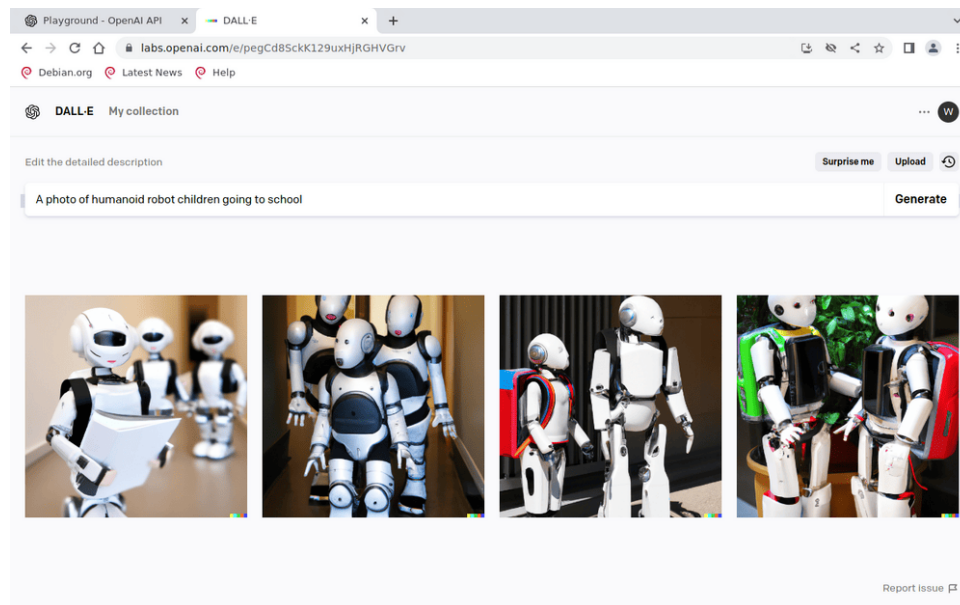 Playground - OpenAI API
DALL·E
labs.openai.com/e/pegCd8SckK129uxHjRGHVGrv
Debian.org Latest News Help
DALL·E My collection
W
Edit the detailed description
Surprise me Upload
A photo of humanoid robot children going to school
Generate
Report issue